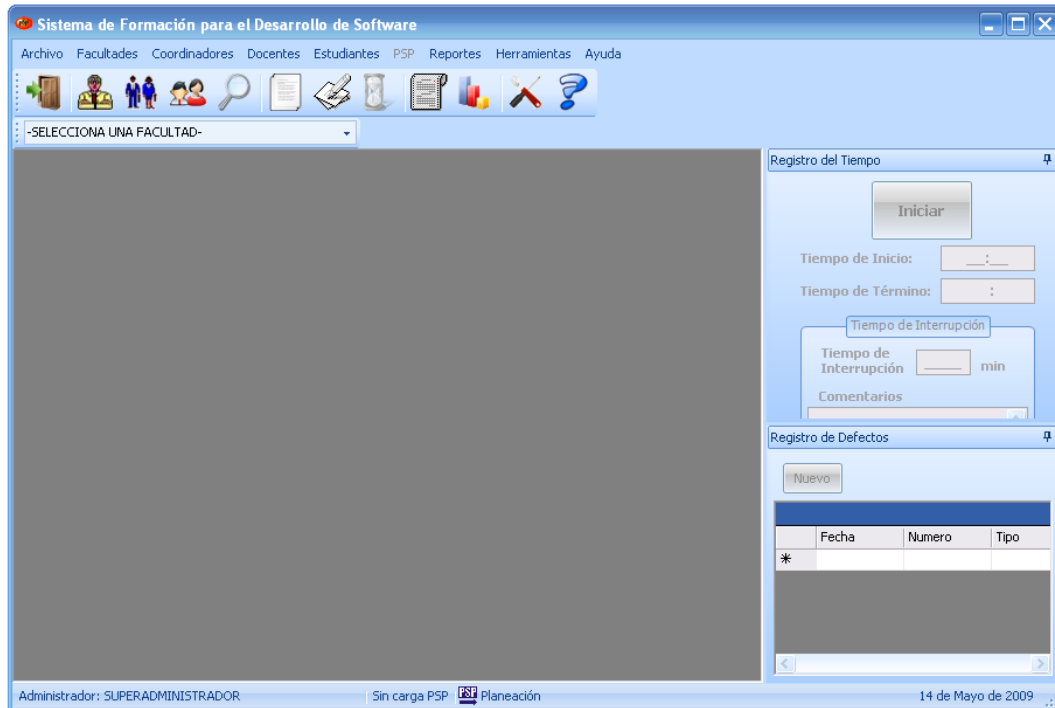 Sistema de Formación para el Desarrollo de Software
Archivo Facultades Coordinadores Docentes Estudiantes PSP Reportes Herramientas Ayuda
-SELECCIONA UNA FACULTAD-
Registro del Tiempo
Iniciar
Tiempo de Inicio: __:__
Tiempo de Término: :
Tiempo de Interrupción
Tiempo de
Interrupción ____ min
Comentarios
Registro de Defectos
Nuevo
Fecha Numero Tipo
*
Administrador: SUPERADMINISTRADOR Sin carga PSP PSP Planeación 14 de Mayo de 2009